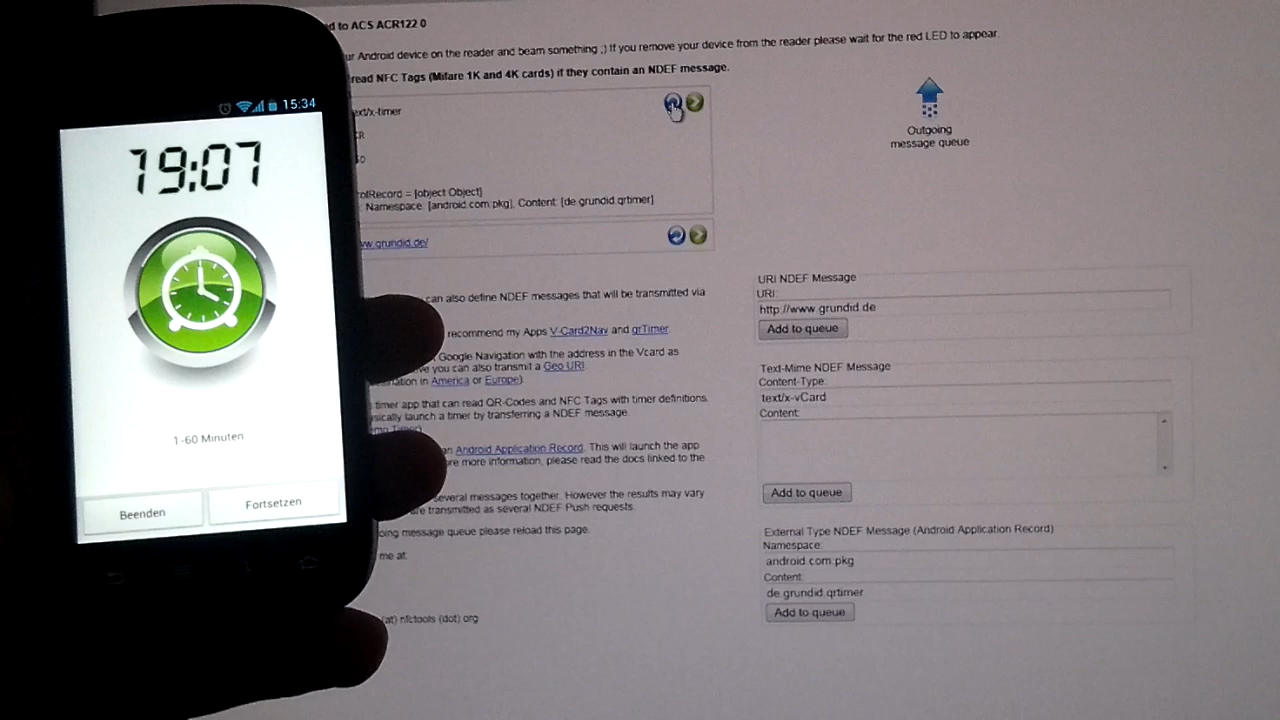 15:34
19:07
1-60 Minuten
Beenden
Fortsetzen
to ACS ACR122 0
Android device on the reader and beam something ;) If you remove your device from the reader please wait for the red LED to appear.
read NFC Tags (Mifare 1K and 4K cards) if they contain an NDEF message.
= [object Object]
Namespace: [android.com.pkg], Content: [de.grundid.qrtimer]
Outgoing
message queue
can also define NDEF messages that will be transmitted via
recommend my Apps V-Card2Nav and qrTimer.
Google Navigation with the address in the Vcard as
you can also transmit a Geo URI
in America or Europe)
timer app that can read QR-Codes and NFC Tags with timer definitions.
launch a timer by transferring a NDEF message.
Android Application Record. This will launch the app
more information, please read the docs linked to the
several messages together. However the results may vary
are transmitted as several NDEF Push requests.
message queue please reload this page.
me at:
(at) nfctools (dot) org
URI NDEF Message
URI:
http://www.grundid.de
Add to queue
Text-Mime NDEF Message
Content-Type:
text/x-vCard
Content:
Add to queue
External Type NDEF Message (Android Application Record)
Namespace:
android.com.pkg
Content:
de.grundid.qrtimer
Add to queue